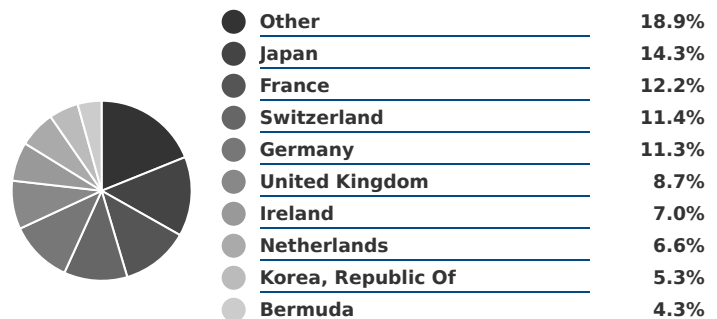 Other 18.9%
Japan 14.3%
France 12.2%
Switzerland 11.4%
Germany 11.3%
United Kingdom 8.7%
Ireland 7.0%
Netherlands 6.6%
Korea, Republic Of 5.3%
Bermuda 4.3%